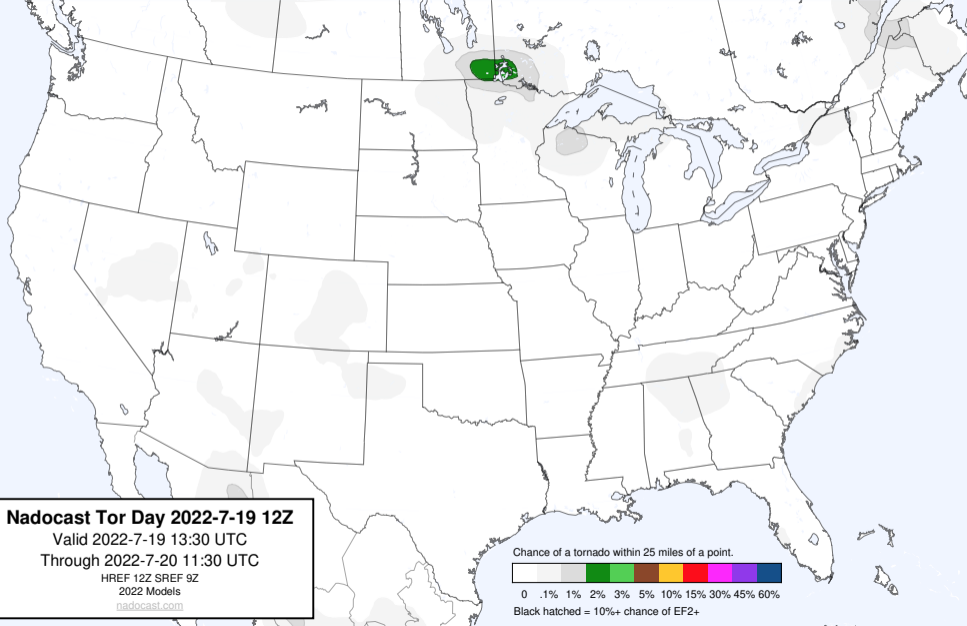 Nadocast Tor Day 2022-7-19 12Z
Valid 2022-7-19 13:30 UTC
Through 2022-7-20 11:30 UTC
HREF 12Z SREF 9Z
2022 Models
nadocast.com
Chance of a tornado within 25 miles of a point.
0 .1% 1% 2% 3% 5% 10% 15% 30% 45% 60%
Black hatched = 10%+ chance of EF2+